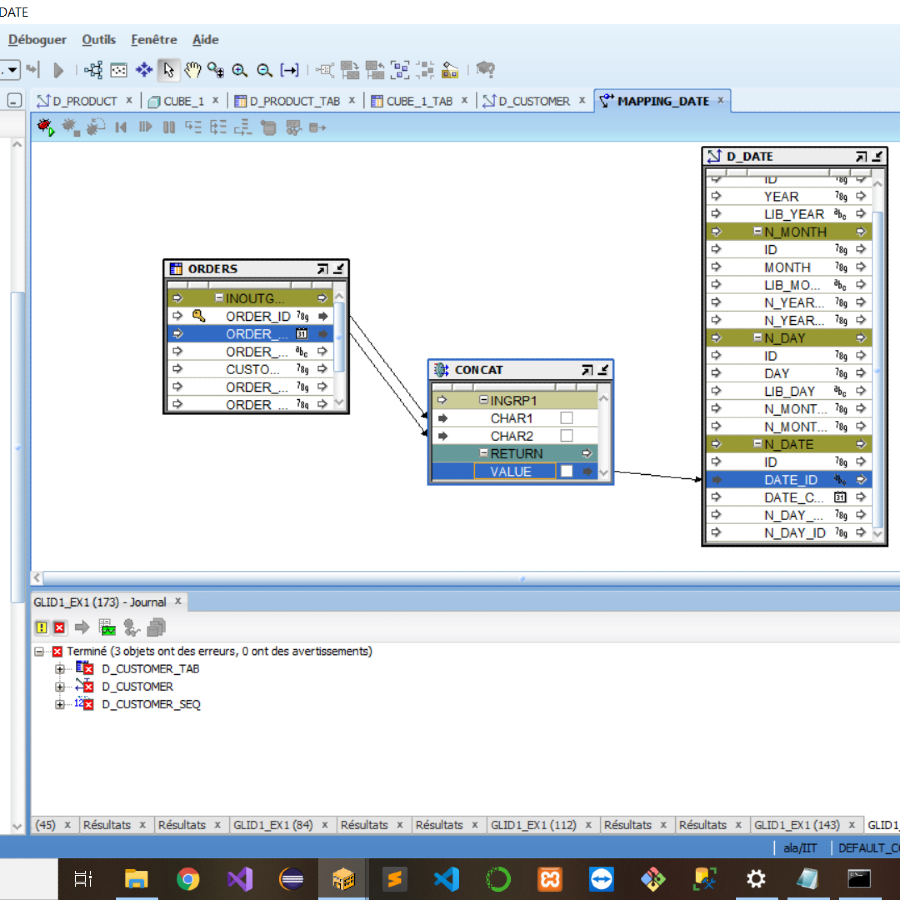 DATE
Déboguer Outils Fenêtre Aide
D_PRODUCT x CUBE_1 x D_PRODUCT_TAB x CUBE_1_TAB x D_CUSTOMER x MAPPING_DATE x
D_DATE
ID 789
YEAR 789
LIB_YEAR abc
N_MONTH
ID 789
MONTH 789
LIB_MO... abc
N_YEAR... 789
N_YEAR... 789
N_DAY
ID 789
DAY 789
LIB_DAY abc
N_MONT... 789
N_MONT... 789
N_DATE
ID 789
DATE_ID abc
DATE_C... 31
N_DAY_... 789
N_DAY_ID 789
ORDERS
INOUTG...
ORDER_ID 789
ORDER_... 31
ORDER_... abc
CUSTO... 789
ORDER_... 789
ORDER_... 789
CONCAT
INGRP1
CHAR1
CHAR2
RETURN
VALUE
GLID1_EX1 (173) - Journal x
Terminé (3 objets ont des erreurs, 0 ont des avertissements)
D_CUSTOMER_TAB
D_CUSTOMER
D_CUSTOMER_SEQ
(45) x Résultats x Résultats x GLID1_EX1 (84) x Résultats x Résultats x GLID1_EX1 (112) x Résultats x Résultats x GLID1_EX1 (143) x GLID1
ala/IIT DEFAULT_CO